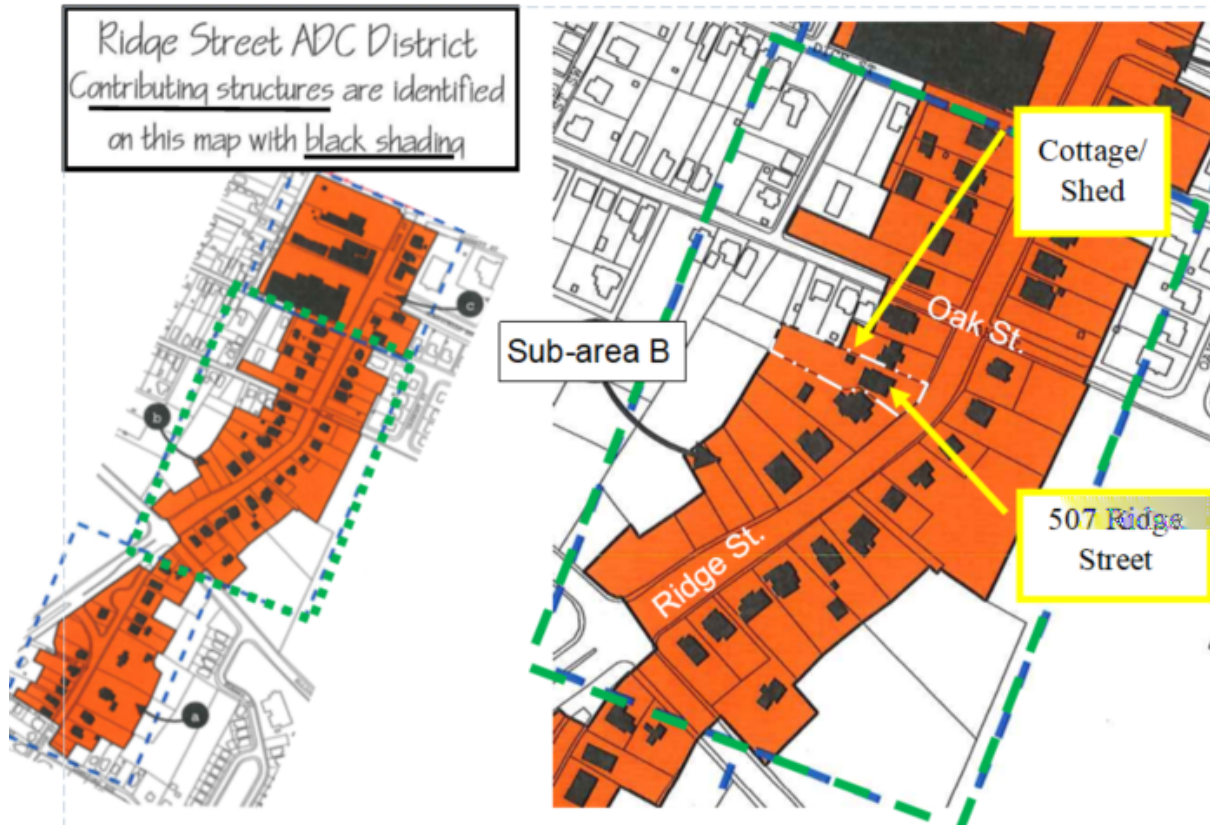 Ridge Street ADC District
Contributing structures are identified
on this map with black shading
c
b
a
Cottage/
Shed
Oak St.
Sub-area B
507 Ridge
Street
Ridge St.